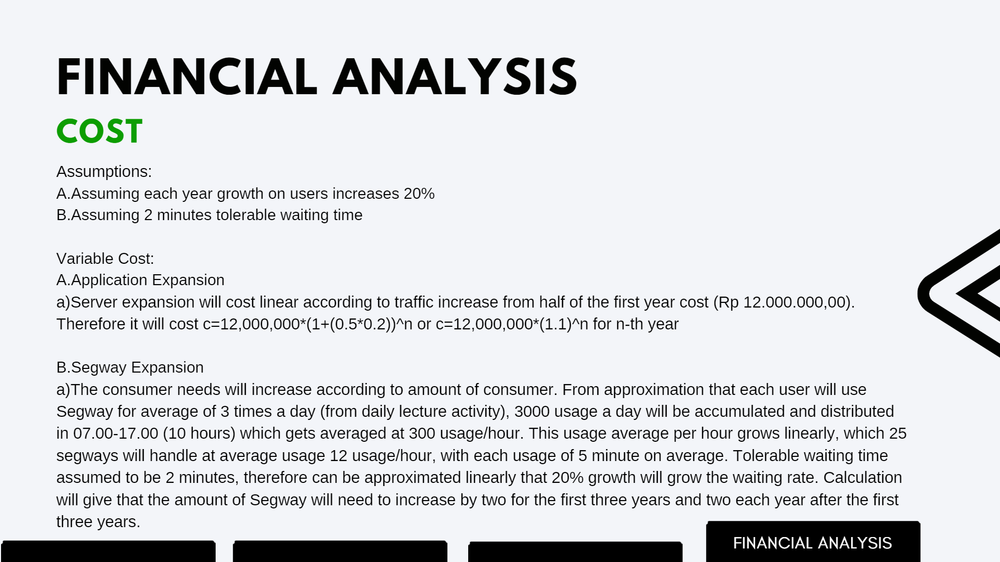 FINANCIAL ANALYSIS
COST
Assumptions:
A.Assuming each year growth on users increases 20%
B.Assuming 2 minutes tolerable waiting time
Variable Cost:
A.Application Expansion
a)Server expansion will cost linear according to traffic increase from half of the first year cost (Rp 12.000.000,00).
Therefore it will cost c=12,000,000*(1+(0.5*0.2))^n or c=12,000,000*(1.1)^n for n-th year
B.Segway Expansion
a)The consumer needs will increase according to amount of consumer. From approximation that each user will use
Segway for average of 3 times a day (from daily lecture activity), 3000 usage a day will be accumulated and distributed
in 07.00-17.00 (10 hours) which gets averaged at 300 usage/hour. This usage average per hour grows linearly, which 25
segways will handle at average usage 12 usage/hour, with each usage of 5 minute on average. Tolerable waiting time
assumed to be 2 minutes, therefore can be approximated linearly that 20% growth will grow the waiting rate. Calculation
will give that the amount of Segway will need to increase by two for the first three years and two each year after the first
three years.
FINANCIAL ANALYSIS